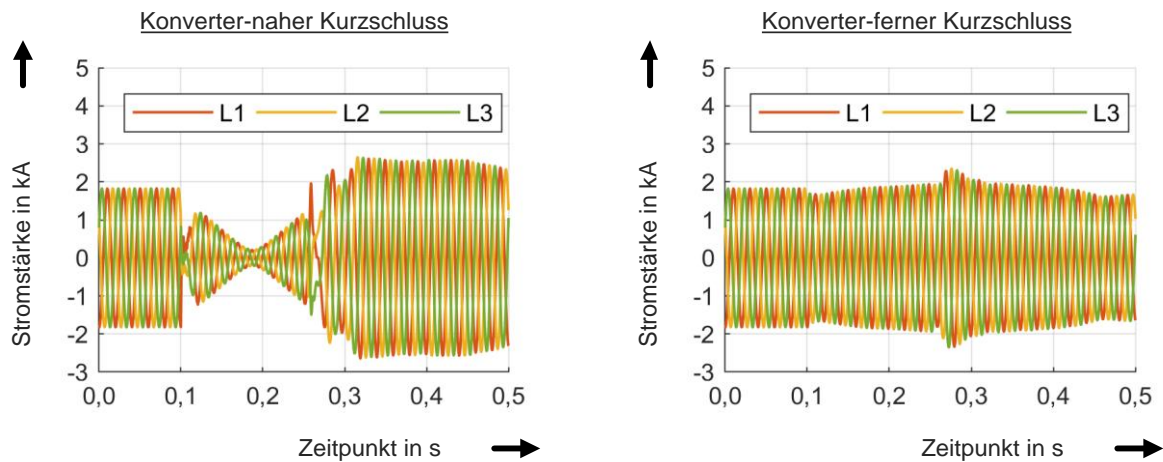 Konverter-naher Kurzschluss
Stromstärke in kA
5
4
3
2
1
0
-1
-2
-3
L1 L2 L3
0,0 0,1 0,2 0,3 0,4 0,5
Zeitpunkt in s
Konverter-ferner Kurzschluss
Stromstärke in kA
5
4
3
2
1
0
-1
-2
-3
L1 L2 L3
0,0 0,1 0,2 0,3 0,4 0,5
Zeitpunkt in s